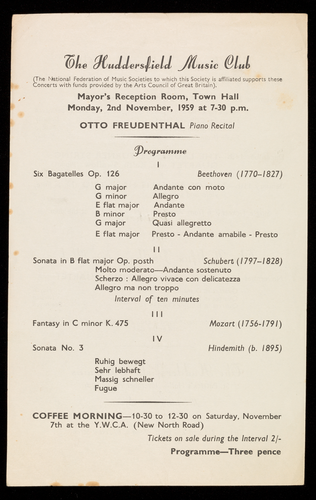 The Huddersfield Music Club
(The National Federation of Music Societies to which this Society is affiliated supports these
Concerts with funds provided by the Arts Council of Great Britain).
Mayor's Reception Room, Town Hall
Monday, 2nd November, 1959 at 7-30 p.m.
OTTO FREUDENTHAL Piano Recital
Programme
I
Six Bagatelles Op. 126 Beethoven (1770-1827)
G major Andante con moto
G minor Allegro
E flat major Andante
B minor Presto
G major Quasi allegretto
E flat major Presto - Andante amabile - Presto
II
Sonata in B flat major Op. posth Schubert (1797-1828)
Molto moderato—Andante sostenuto
Scherzo : Allegro vivace con delicatezza
Allegro ma non troppo
Interval of ten minutes
III
Fantasy in C minor K. 475 Mozart (1756-1791)
IV
Sonata No. 3 Hindemith (b. 1895)
Ruhig bewegt
Sehr lebhaft
Massig schneller
Fugue
COFFEE MORNING—10-30 to 12-30 on Saturday, November
7th at the Y.W.C.A. (New North Road)
Tickets on sale during the Interval 2/-
Programme—Three pence